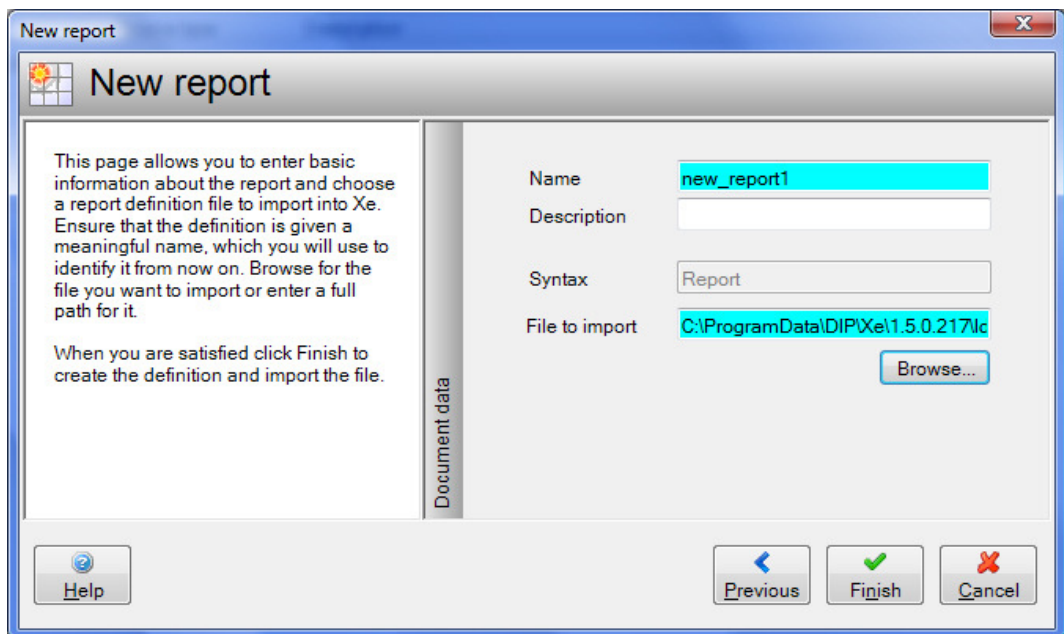 New report
New report
This page allows you to enter basic
information about the report and choose
a report definition file to import into Xe.
Ensure that the definition is given a
meaningful name, which you will use to
identify it from now on. Browse for the
file you want to import or enter a full
path for it.
When you are satisfied click Finish to
create the definition and import the file.
Document data
Name
new_report1
Description
Syntax
Report
File to import
C:\ProgramData\DIP\Xe\1.5.0.217\lc
Browse...
Help
Previous
Finish
Cancel